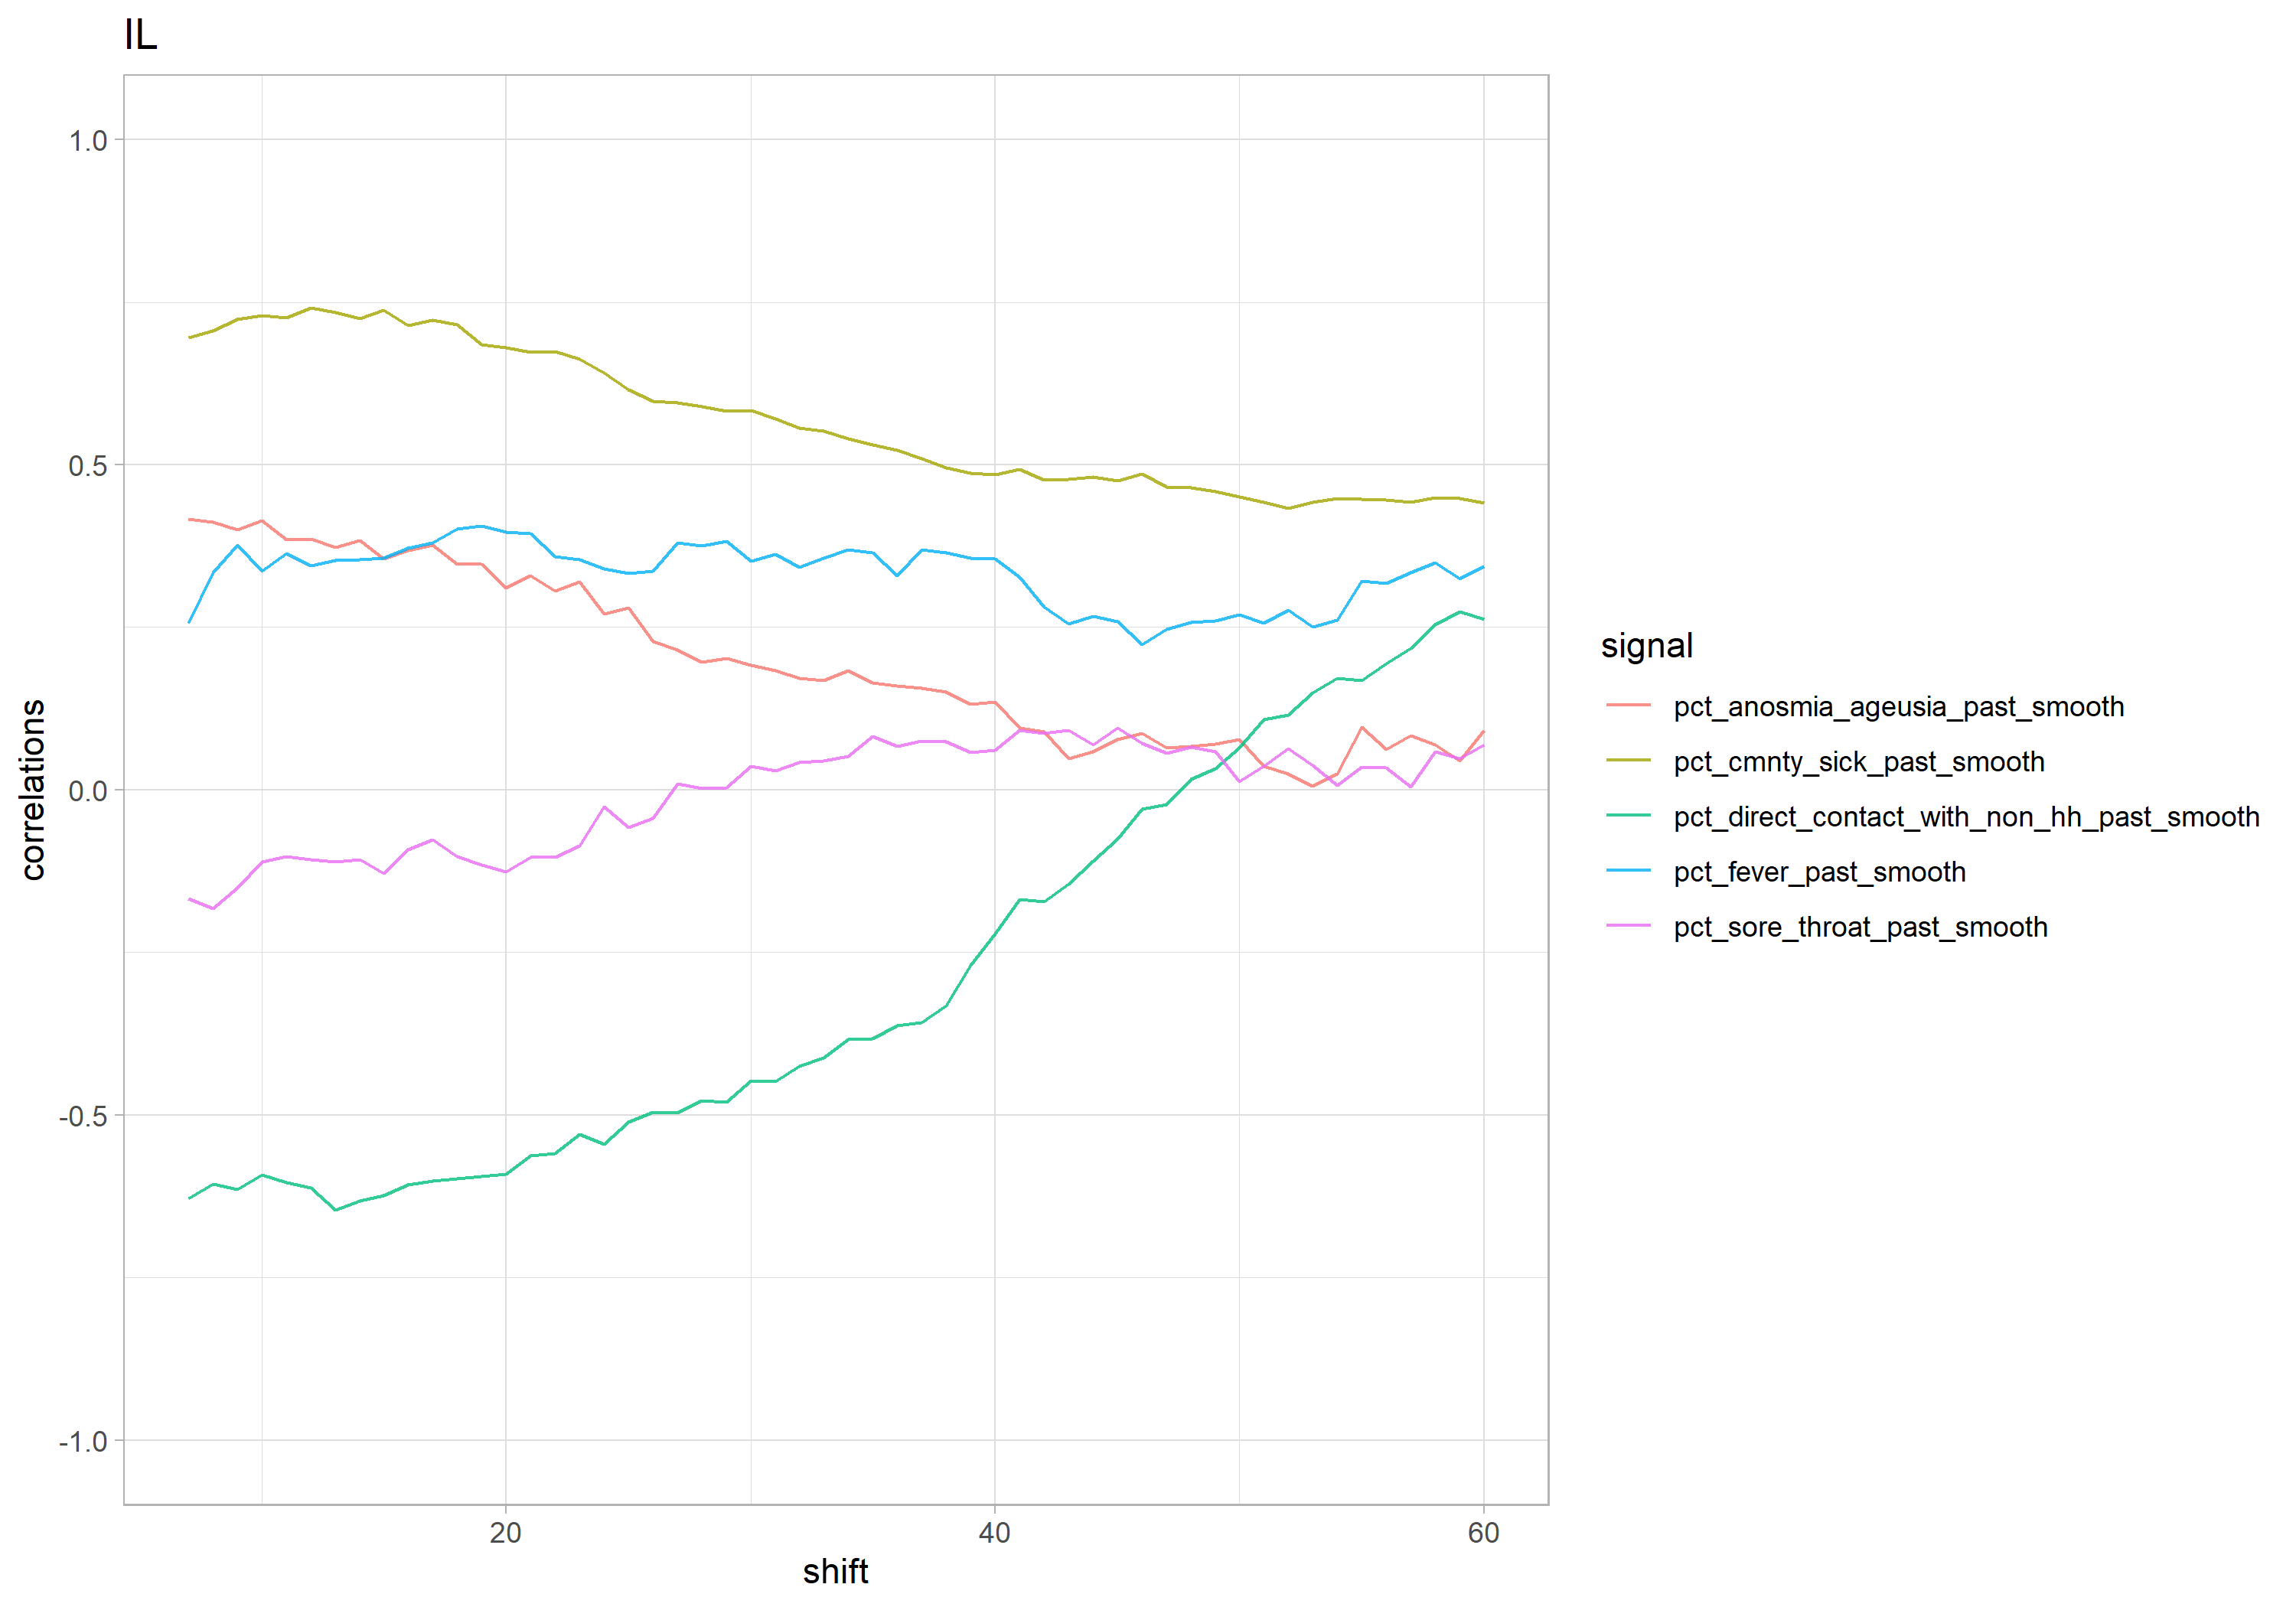 IL
1.0
0.5
0.0
-0.5
-1.0
correlations
20 40 60
shift
signal
pct_anosmia_ageusia_past_smooth
pct_cmnty_sick_past_smooth
pct_direct_contact_with_non_hh_past_smooth
pct_fever_past_smooth
pct_sore_throat_past_smooth